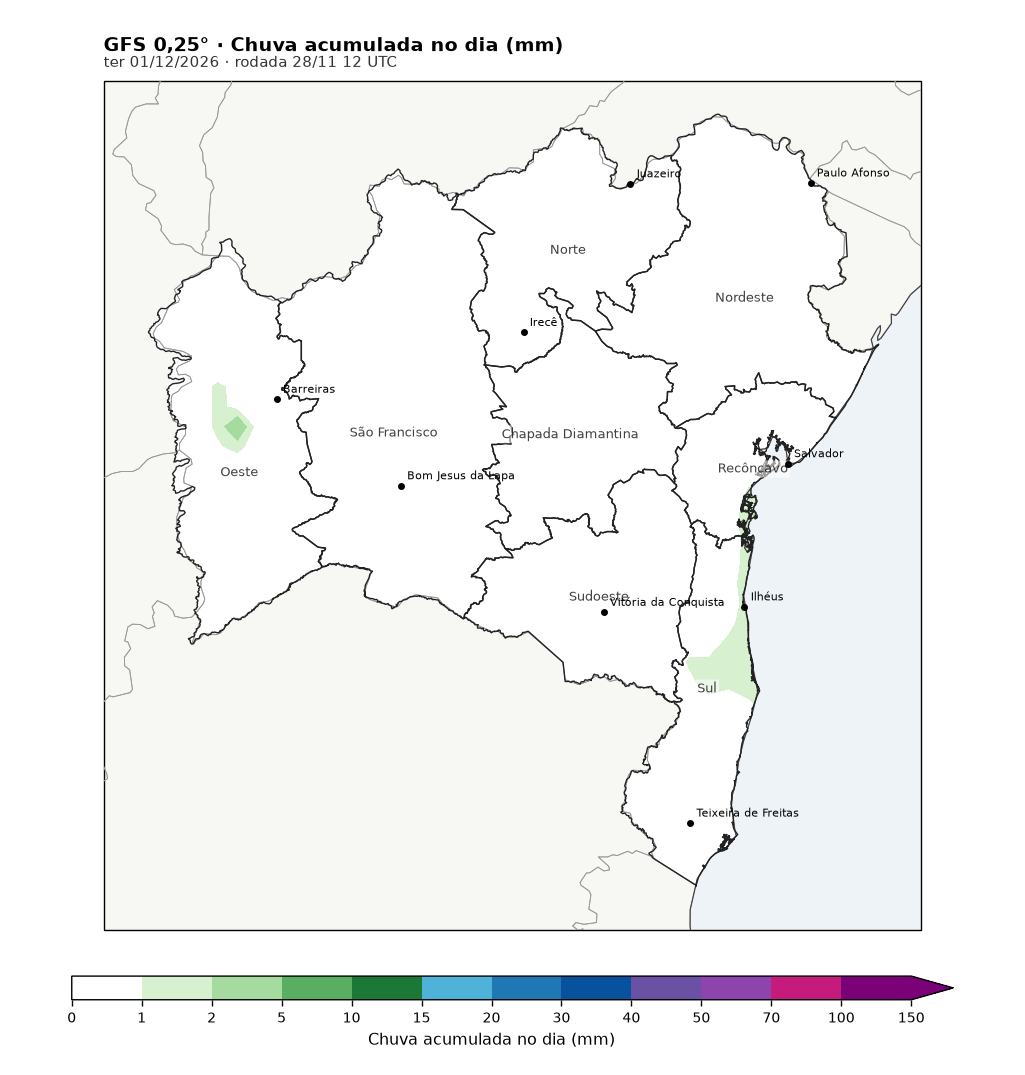 GFS 0,25° · Chuva acumulada no dia (mm)
ter 01/12/2026 · rodada 28/11 12 UTC
Juazeiro
Paulo Afonso
Norte
Nordeste
Irecê
Barreiras
São Francisco
Chapada Diamantina
Salvador
Recôncavo
Oeste
Bom Jesus da Lapa
Sudoeste
Vitória da Conquista
Ilhéus
Sul
Teixeira de Freitas
0 1 2 5 10 15 20 30 40 50 70 100 150
Chuva acumulada no dia (mm)